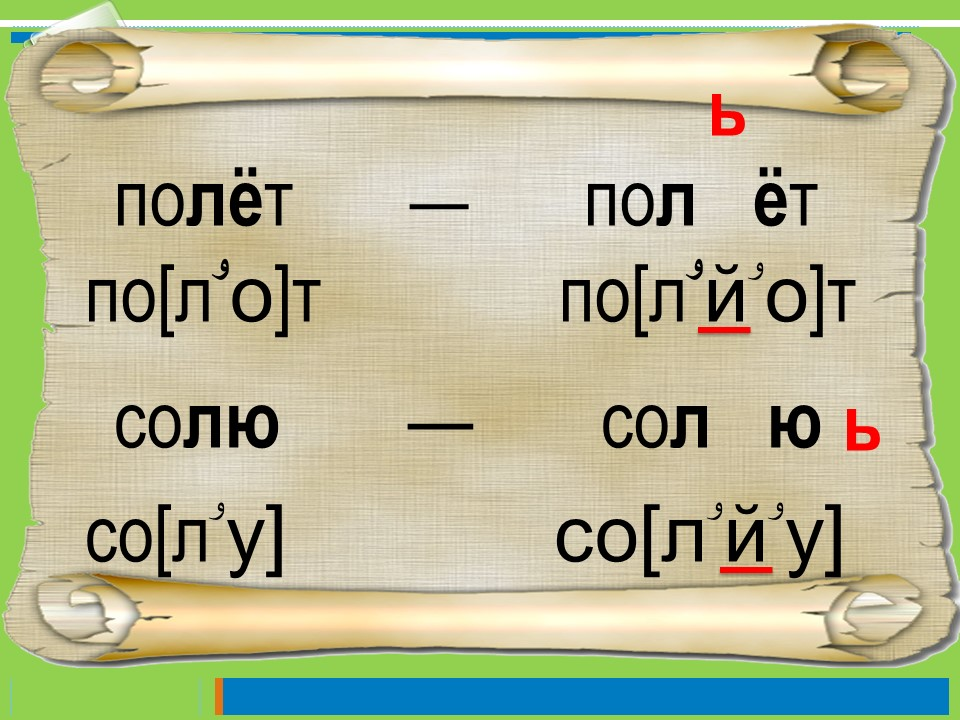 ь
полёт — пол ёт
по[л’о]т по[л’й’о]т
солю — сол ю ь
со[л’у] со[л’й’у]